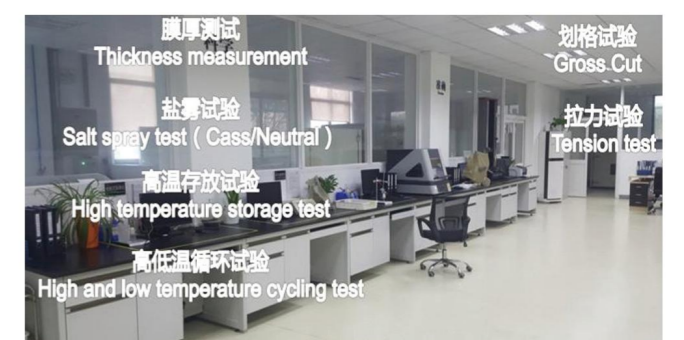 膜厚测试
Thickness measurement
盐雾试验
Salt spray test ( Cass/Neutral )
高温存放试验
High temperature storage test
高低温循环试验
High and low temperature cycling test
划格试验
Gross Cut
拉力试验
Tension test